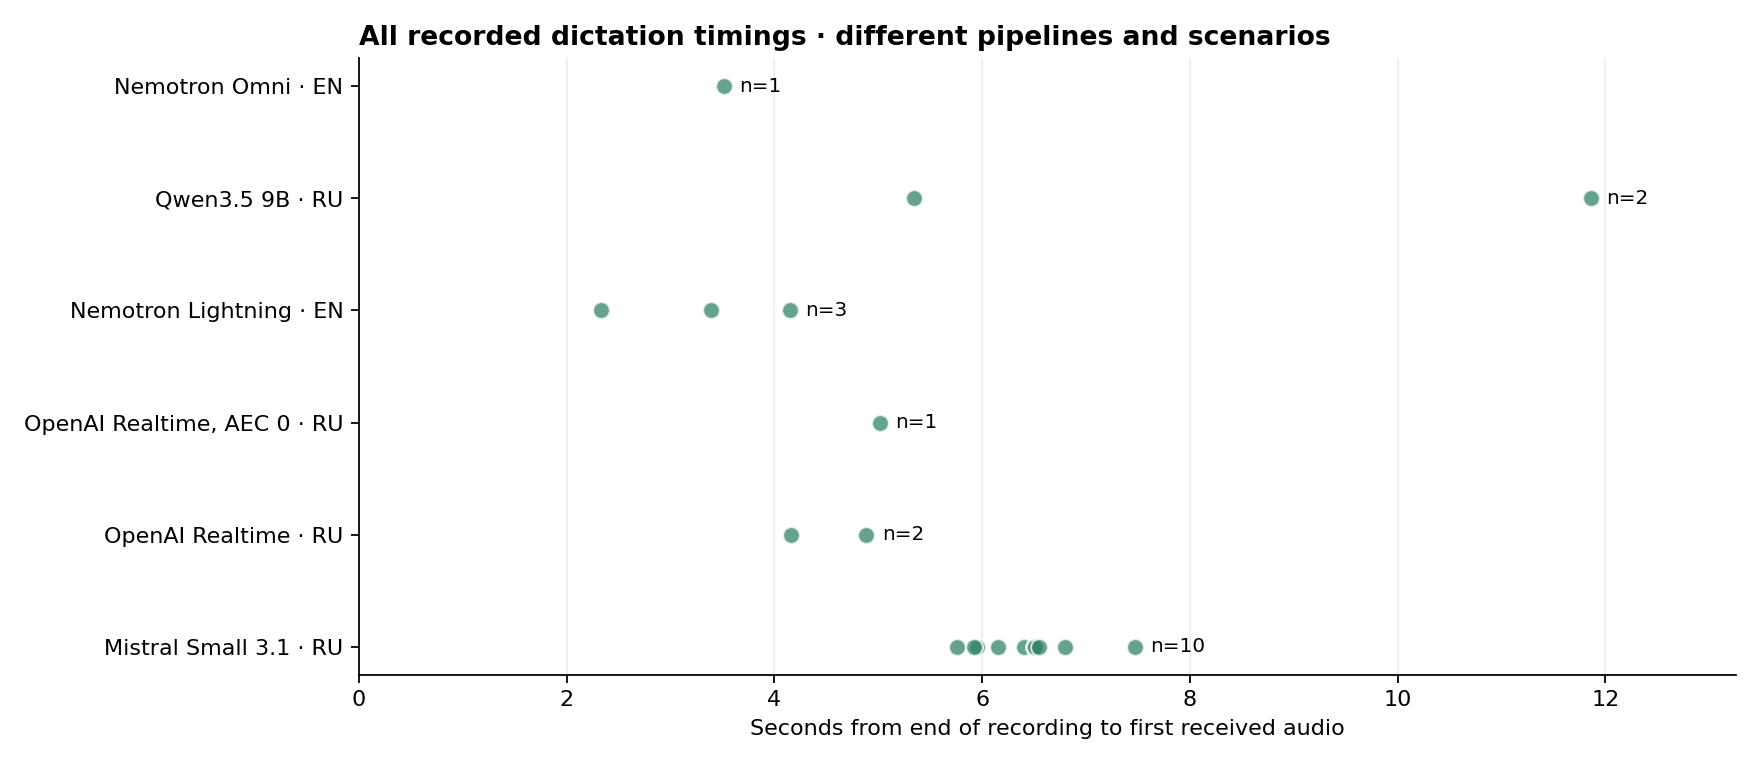 All recorded dictation timings · different pipelines and scenarios
Nemotron Omni · EN
n=1
Qwen3.5 9B · RU
n=2
Nemotron Lightning · EN
n=3
OpenAI Realtime, AEC 0 · RU
n=1
OpenAI Realtime · RU
n=2
Mistral Small 3.1 · RU
n=10
0 2 4 6 8 10 12
Seconds from end of recording to first received audio